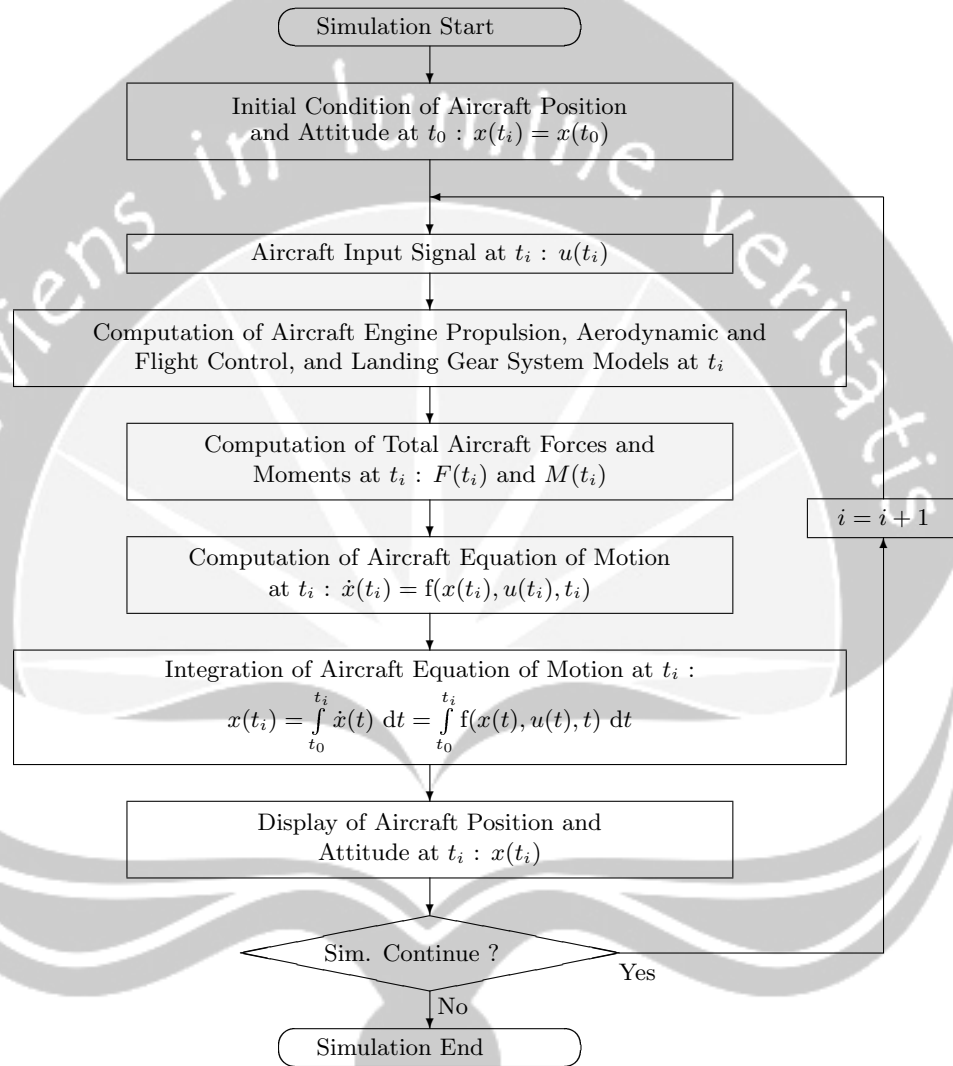 Simulation Start
Initial Condition of Aircraft Position
and Attitude at t₀ : x(tᵢ) = x(t₀)
Aircraft Input Signal at tᵢ : u(tᵢ)
Computation of Aircraft Engine Propulsion, Aerodynamic and
Flight Control, and Landing Gear System Models at tᵢ
Computation of Total Aircraft Forces and
Moments at tᵢ : F(tᵢ) and M(tᵢ)
i = i + 1
Computation of Aircraft Equation of Motion
at tᵢ : ẋ(tᵢ) = f(x(tᵢ), u(tᵢ), tᵢ)
Integration of Aircraft Equation of Motion at tᵢ :
x(tᵢ) = ∫_{t₀}^{tᵢ} ẋ(t) dt = ∫_{t₀}^{tᵢ} f(x(t), u(t), t) dt
Display of Aircraft Position and
Attitude at tᵢ : x(tᵢ)
Sim. Continue ?
Yes
No
Simulation End
viens in lumine veritatis